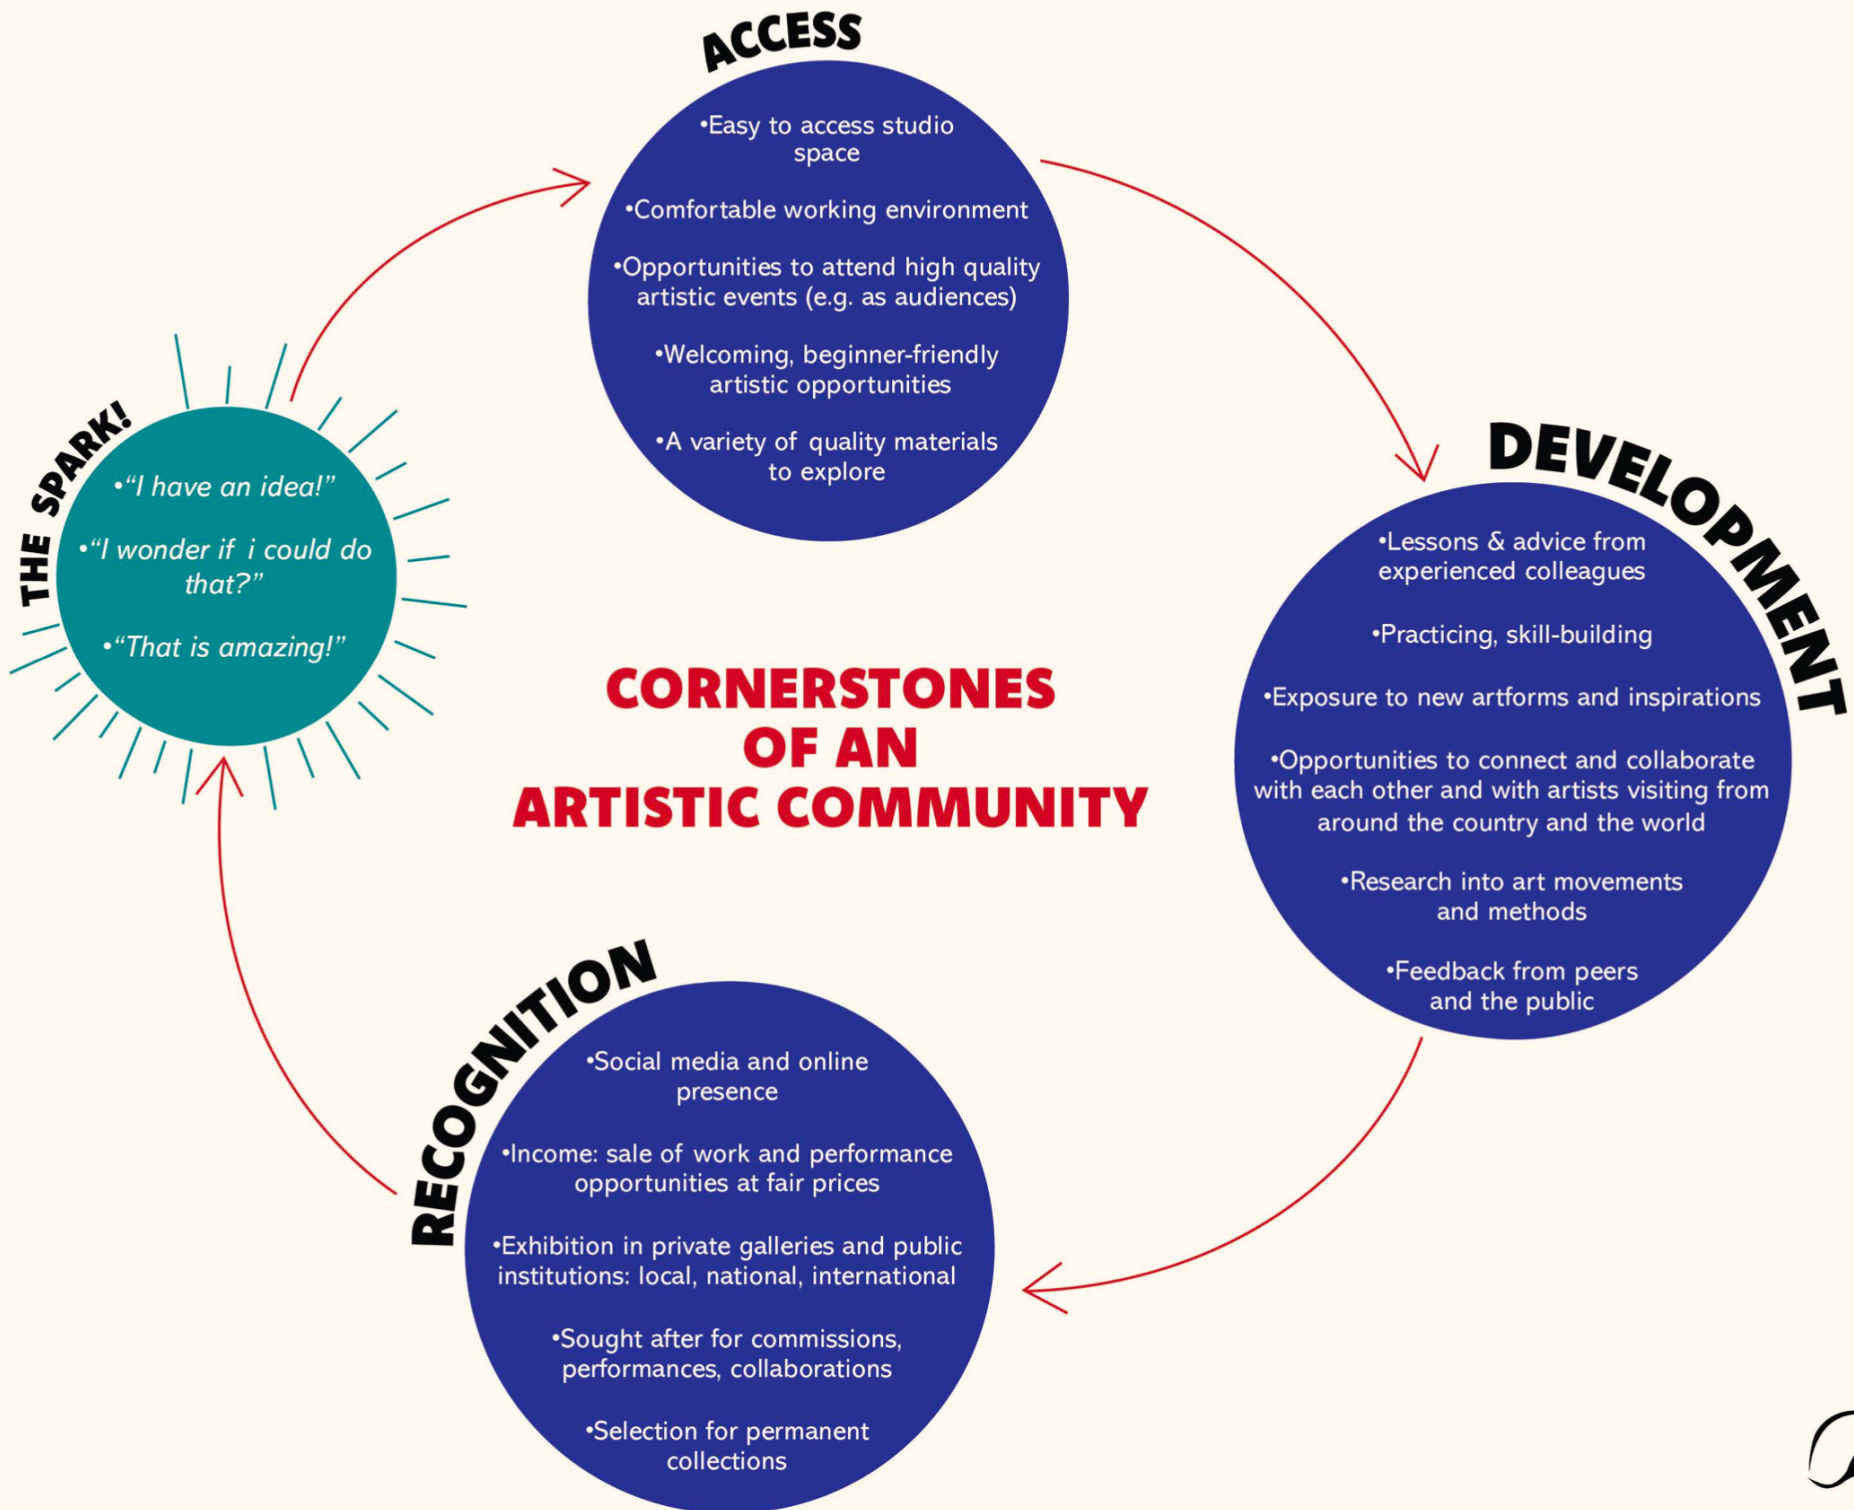 ACCESS
•Easy to access studio
space
•Comfortable working environment
•Opportunities to attend high quality
artistic events (e.g. as audiences)
•Welcoming, beginner-friendly
artistic opportunities
•A variety of quality materials
to explore
THE SPARK!
•“I have an idea!”
•“I wonder if i could do
that?”
•“That is amazing!”
CORNERSTONES
OF AN
ARTISTIC COMMUNITY
DEVELOPMENT
•Lessons & advice from
experienced colleagues
•Practicing, skill-building
•Exposure to new artforms and inspirations
•Opportunities to connect and collaborate
with each other and with artists visiting from
around the country and the world
•Research into art movements
and methods
•Feedback from peers
and the public
RECOGNITION
•Social media and online
presence
•Income: sale of work and performance
opportunities at fair prices
•Exhibition in private galleries and public
institutions: local, national, international
•Sought after for commissions,
performances, collaborations
•Selection for permanent
collections